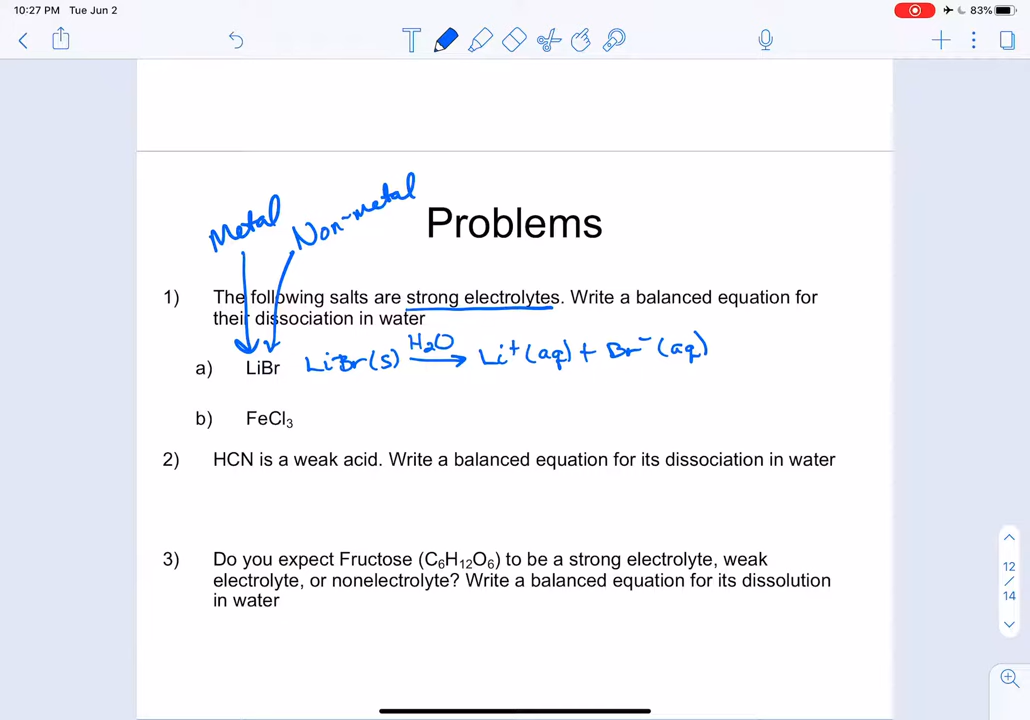 10:27 PM Tue Jun 2
83%
Metal Non-metal
Problems
1) The following salts are strong electrolytes. Write a balanced equation for
their dissociation in water
a) LiBr LiBr(s) H₂O → Li⁺(aq) + Br⁻(aq)
b) FeCl₃
2) HCN is a weak acid. Write a balanced equation for its dissociation in water
3) Do you expect Fructose (C₆H₁₂O₆) to be a strong electrolyte, weak
electrolyte, or nonelectrolyte? Write a balanced equation for its dissolution
in water
12
/
14